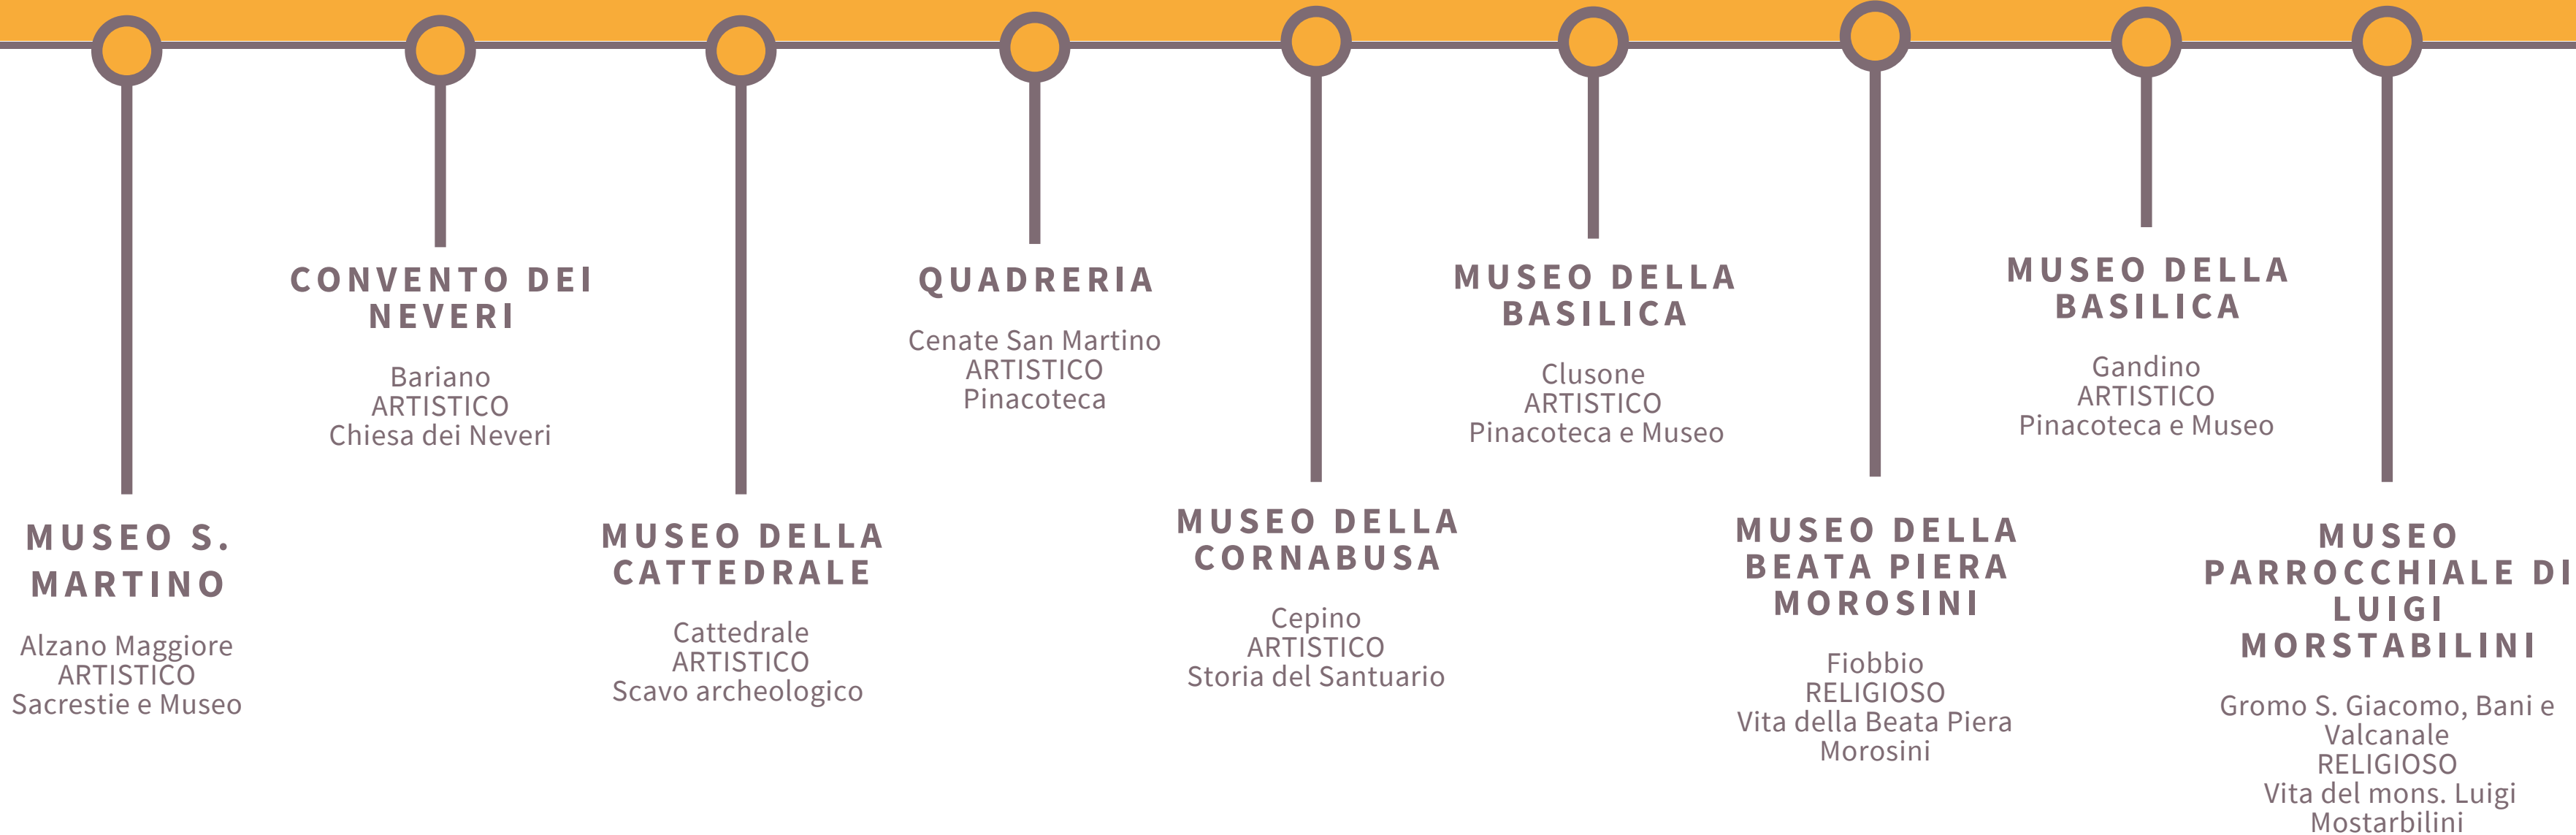 MUSEO S.
MARTINO
Alzano Maggiore
ARTISTICO
Sacrestie e Museo
CONVENTO DEI
NEVERI
Bariano
ARTISTICO
Chiesa dei Neveri
MUSEO DELLA
CATTEDRALE
Cattedrale
ARTISTICO
Scavo archeologico
QUADRERIA
Cenate San Martino
ARTISTICO
Pinacoteca
MUSEO DELLA
CORNABUSA
Cepino
ARTISTICO
Storia del Santuario
MUSEO DELLA
BASILICA
Clusone
ARTISTICO
Pinacoteca e Museo
MUSEO DELLA
BEATA PIERA
MOROSINI
Fiobbio
RELIGIOSO
Vita della Beata Piera
Morosini
MUSEO DELLA
BASILICA
Gandino
ARTISTICO
Pinacoteca e Museo
MUSEO
PARROCCHIALE DI
LUIGI
MORSTABILINI
Gromo S. Giacomo, Bani e
Valcanale
RELIGIOSO
Vita del mons. Luigi
Mostarbilini